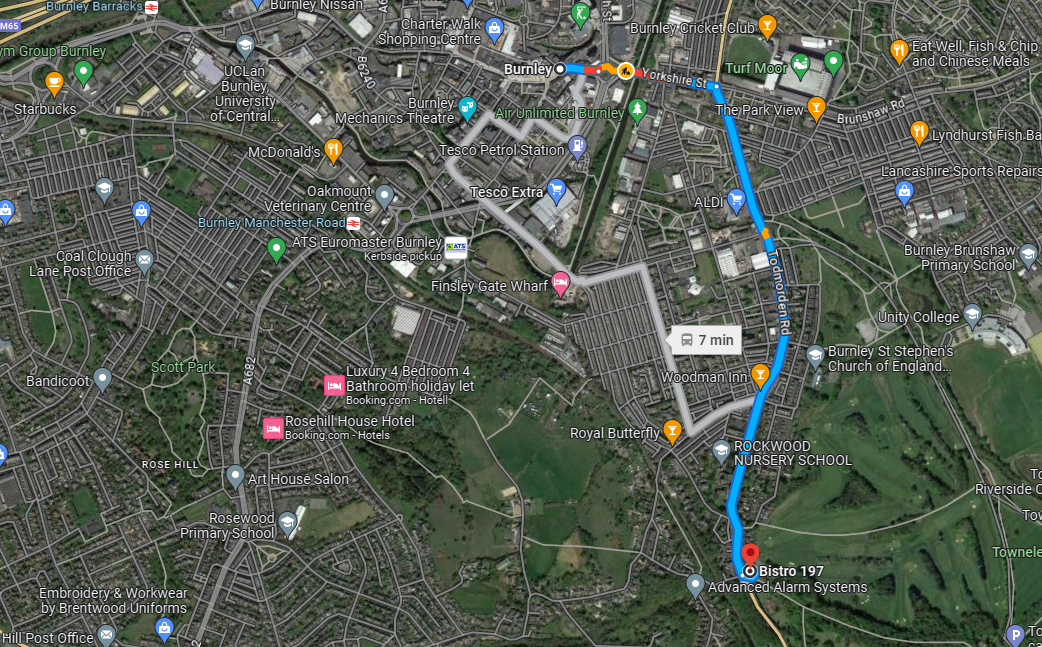 Burnley Barracks
Burnley Nissan
M65
Charter Walk
Shopping Centre
Burnley Cricket Club
Eat Well, Fish & Chip
and Chinese Meals
ym Group Burnley
UCLan
Burnley,
University
of Central...
B6240
Burnley
Yorkshire St
Turf Moor
Starbucks
Burnley
Mechanics Theatre
Air Unlimited Burnley
The Park View
Brunshaw Rd
Lyndhurst Fish Ba
McDonald's
Tesco Petrol Station
Lancashire Sports Repairs
Oakmount
Veterinary Centre
Tesco Extra
ALDI
Burnley Manchester Road
ATS Euromaster Burnley
Kerbside pickup
ATS
Coal Clough
Lane Post Office
Burnley Brunshaw
Primary School
Finsley Gate Wharf
Todmorden Rd
Unity College
7 min
Burnley St Stephen's
Church of England...
Scott Park
A682
Bandicoot
Luxury 4 Bedroom 4
Bathroom holiday let
Booking.com - Hotell
Woodman Inn
Rosehill House Hotel
Booking.com - Hotels
Royal Butterfly
ROCKWOOD
NURSERY SCHOOL
ROSE HILL
Art House Salon
To
Riverside C
Rosewood
Primary School
Tow
Townele
Bistro 197
Advanced Alarm Systems
Embroidery & Workwear
by Brentwood Uniforms
Hill Post Office
P
To
ca